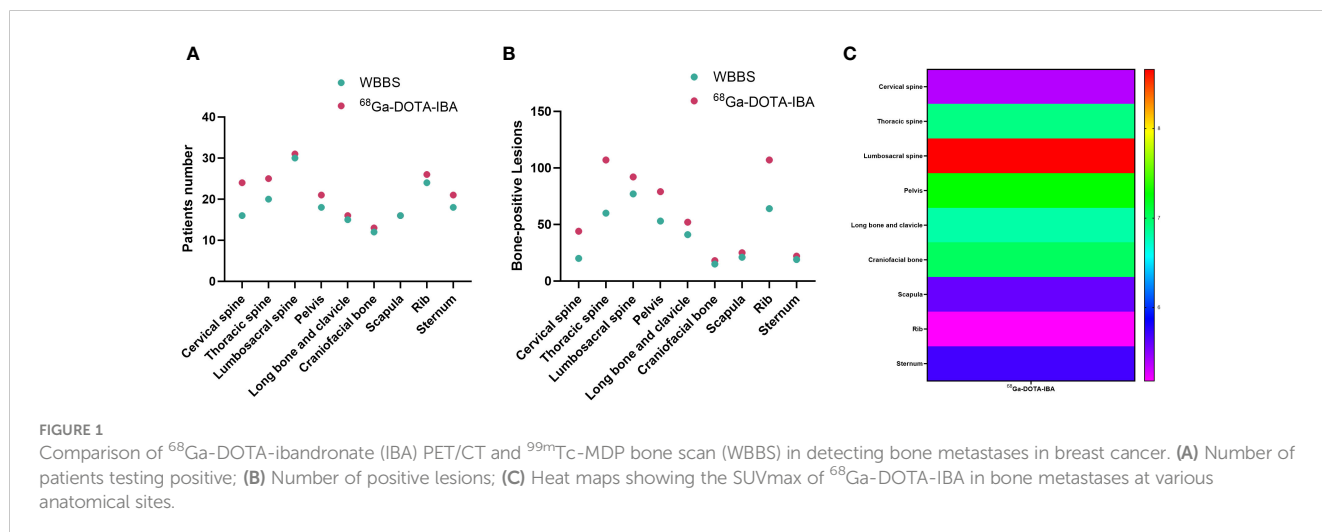 A
WBBS
⁶⁸Ga-DOTA-IBA
Patients number
40
30
20
10
0
Cervical spine
Thoracic spine
Lumbosacral spine
Pelvis
Long bone and clavicle
Craniofacial bone
Scapula
Rib
Sternum
B
WBBS
⁶⁸Ga-DOTA-IBA
Bone-positive Lesions
150
100
50
0
Cervical spine
Thoracic spine
Lumbosacral spine
Pelvis
Long bone and clavicle
Craniofacial bone
Scapula
Rib
Sternum
C
Cervical spine
Thoracic spine
Lumbosacral spine
Pelvis
Long bone and clavicle
Craniofacial bone
Scapula
Rib
Sternum
⁶⁸Ga-DOTA-IBA
8
7
6
FIGURE 1
Comparison of ⁶⁸Ga-DOTA-ibandronate (IBA) PET/CT and ⁹⁹ᵐTc-MDP bone scan (WBBS) in detecting bone metastases in breast cancer. (A) Number of
patients testing positive; (B) Number of positive lesions; (C) Heat maps showing the SUVmax of ⁶⁸Ga-DOTA-IBA in bone metastases at various
anatomical sites.